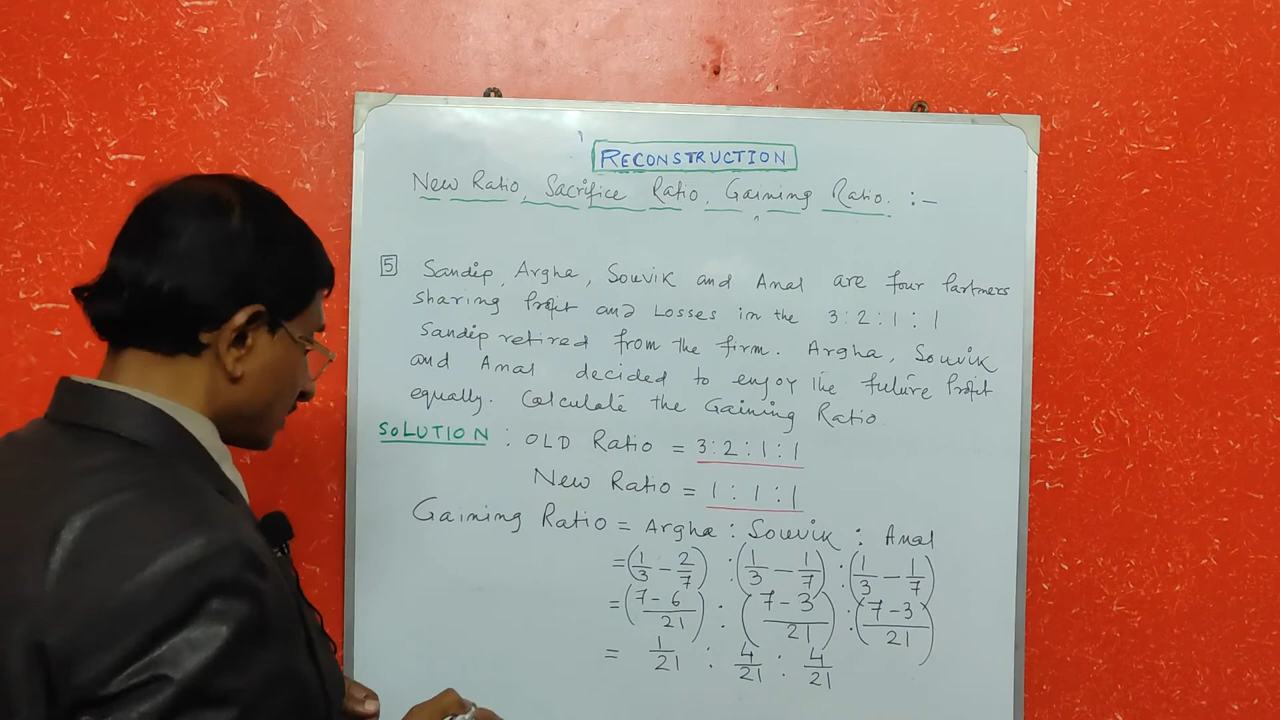 RECONSTRUCTION
New Ratio, Sacrifice Ratio, Gaining Ratio. :-
5 Sandip, Argha, Souvik and Anal are four Partners
sharing Profit and Losses in the 3:2:1:1
Sandip retired from the firm. Argha, Souvik
and Anal decided to enjoy the future Profit
equally. Calculate the Gaining Ratio.
SOLUTION : OLD Ratio = 3:2:1:1
New Ratio = 1:1:1
Gaining Ratio = Argha : Souvik : Anal
= (1/3 - 2/7) : (1/3 - 1/7) : (1/3 - 1/7)
= (7-6/21) : (7-3/21) : (7-3/21)
= 1/21 : 4/21 : 4/21